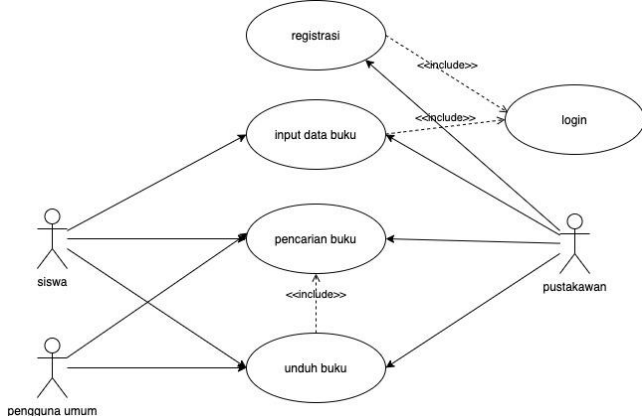 registrasi
<<include>>
<<include>>
login
input data buku
pencarian buku
siswa
pustakawan
<<include>>
unduh buku
pengguna umum